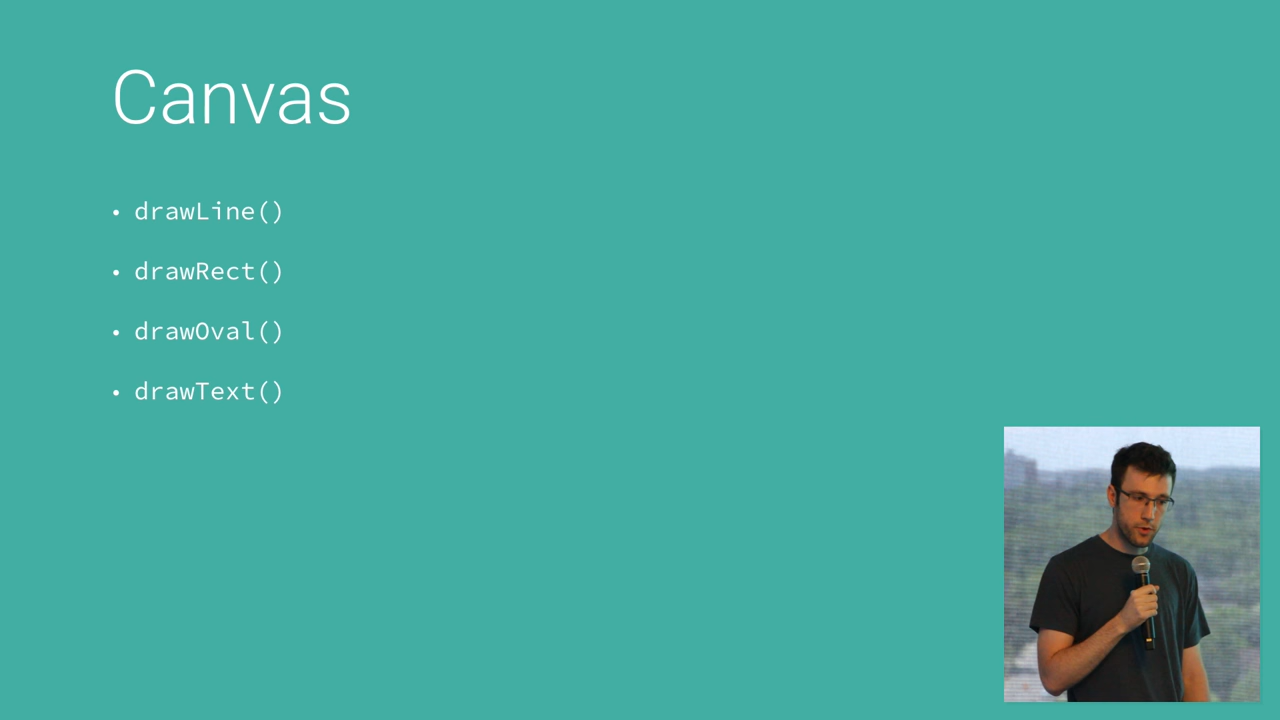 Canvas
• drawLine()
• drawRect()
• drawOval()
• drawText()